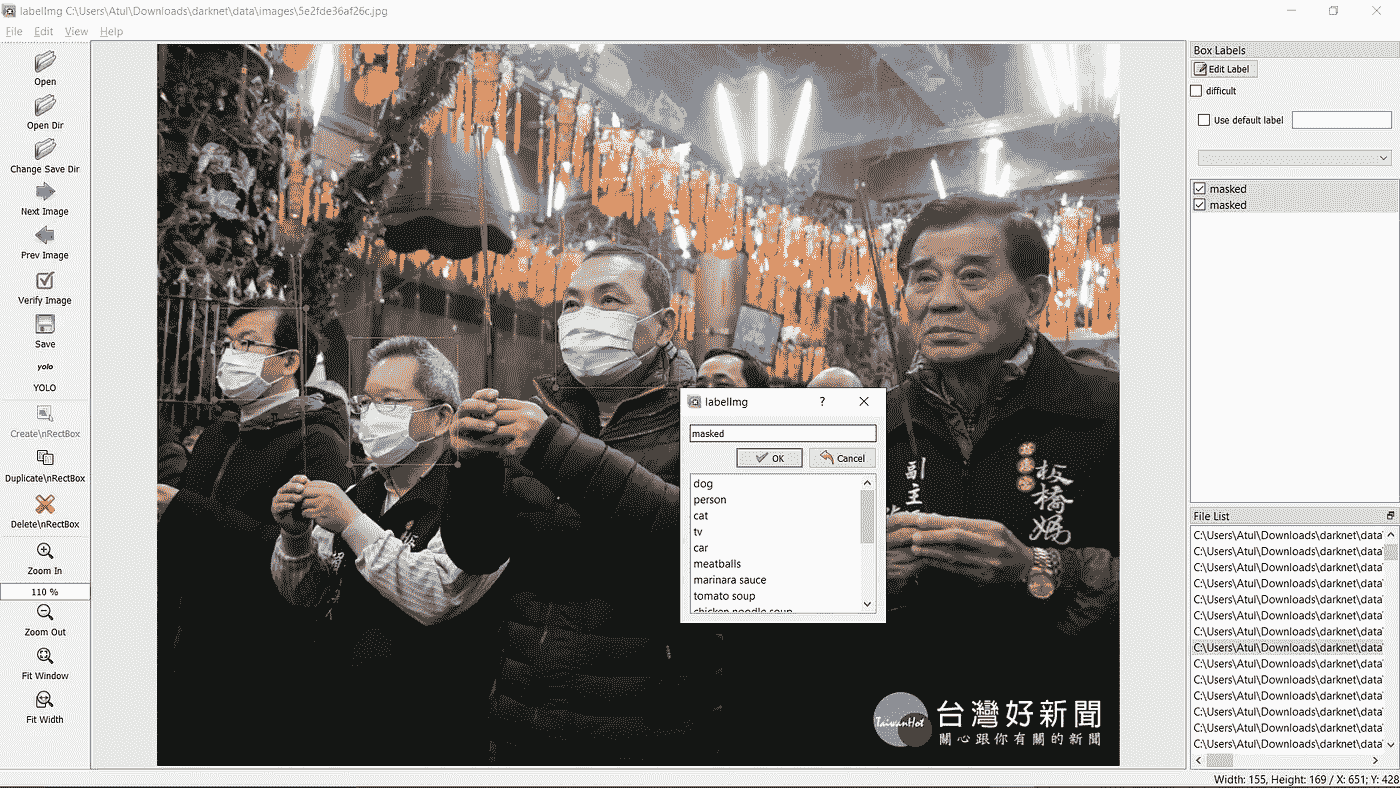 labelImg C:\Users\Atul\Downloads\darknet\data\images\5e2fde36af26c.jpg
File Edit View Help
Open
Open Dir
Change Save Dir
Next Image
Prev Image
Verify Image
Save
yolo
YOLO
Create\nRectBox
Duplicate\nRectBox
Delete\nRectBox
Zoom In
110 %
Zoom Out
Fit Window
Fit Width
副主
板橋媽
labelImg
?
masked
OK
Cancel
dog
person
cat
tv
car
meatballs
marinara sauce
tomato soup
chicken noodle soup
TaiwanHot
台灣好新聞
關心跟你有關的新聞
Box Labels
Edit Label
difficult
Use default label
masked
masked
File List
C:\Users\Atul\Downloads\darknet\data
C:\Users\Atul\Downloads\darknet\data
C:\Users\Atul\Downloads\darknet\data
C:\Users\Atul\Downloads\darknet\data
C:\Users\Atul\Downloads\darknet\data
C:\Users\Atul\Downloads\darknet\data
C:\Users\Atul\Downloads\darknet\data
C:\Users\Atul\Downloads\darknet\data
C:\Users\Atul\Downloads\darknet\data
C:\Users\Atul\Downloads\darknet\data
C:\Users\Atul\Downloads\darknet\data
C:\Users\Atul\Downloads\darknet\data
C:\Users\Atul\Downloads\darknet\data
C:\Users\Atul\Downloads\darknet\data
Width: 155, Height: 169 / X: 651; Y: 428